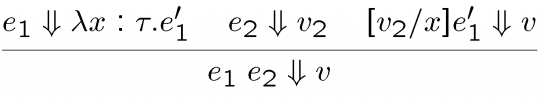 e₁ ⇓ λx : τ.e′₁   e₂ ⇓ v₂   [v₂/x]e′₁ ⇓ v
e₁ e₂ ⇓ v